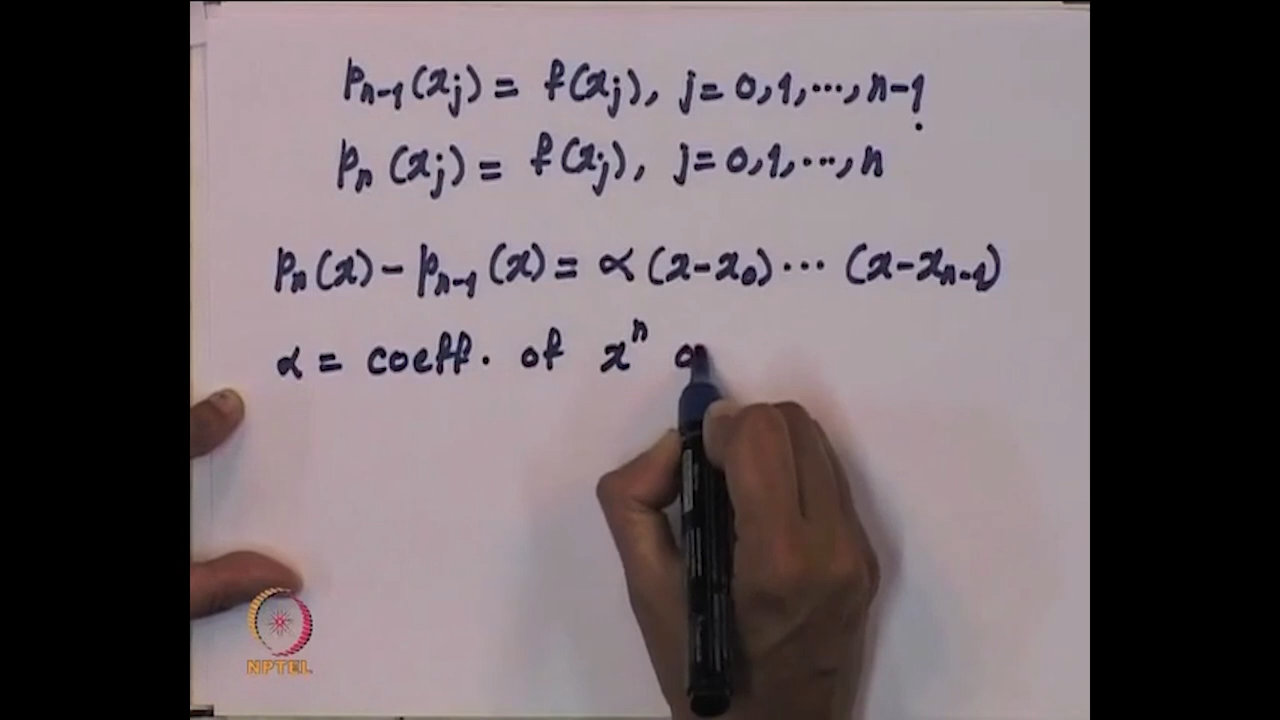 pₙ₋₁(xⱼ) = f(xⱼ), j = 0, 1, ..., n-1
pₙ(xⱼ) = f(xⱼ), j = 0, 1, ..., n
pₙ(x) - pₙ₋₁(x) = α(x-x₀) ... (x-xₙ₋₁)
α = coeff. of xⁿ
NPTEL